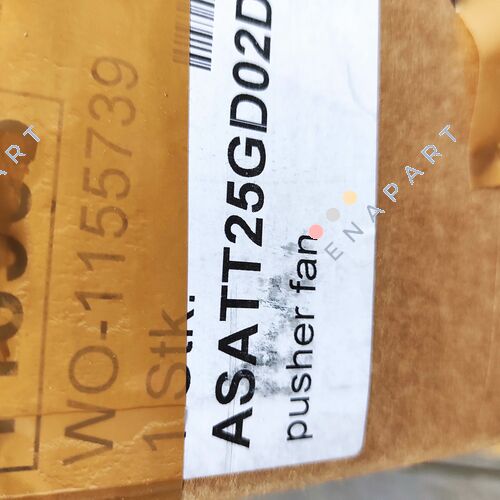 WO-1155739
1 Stk.
ASATT25GD02D
pusher fan
ENAPART